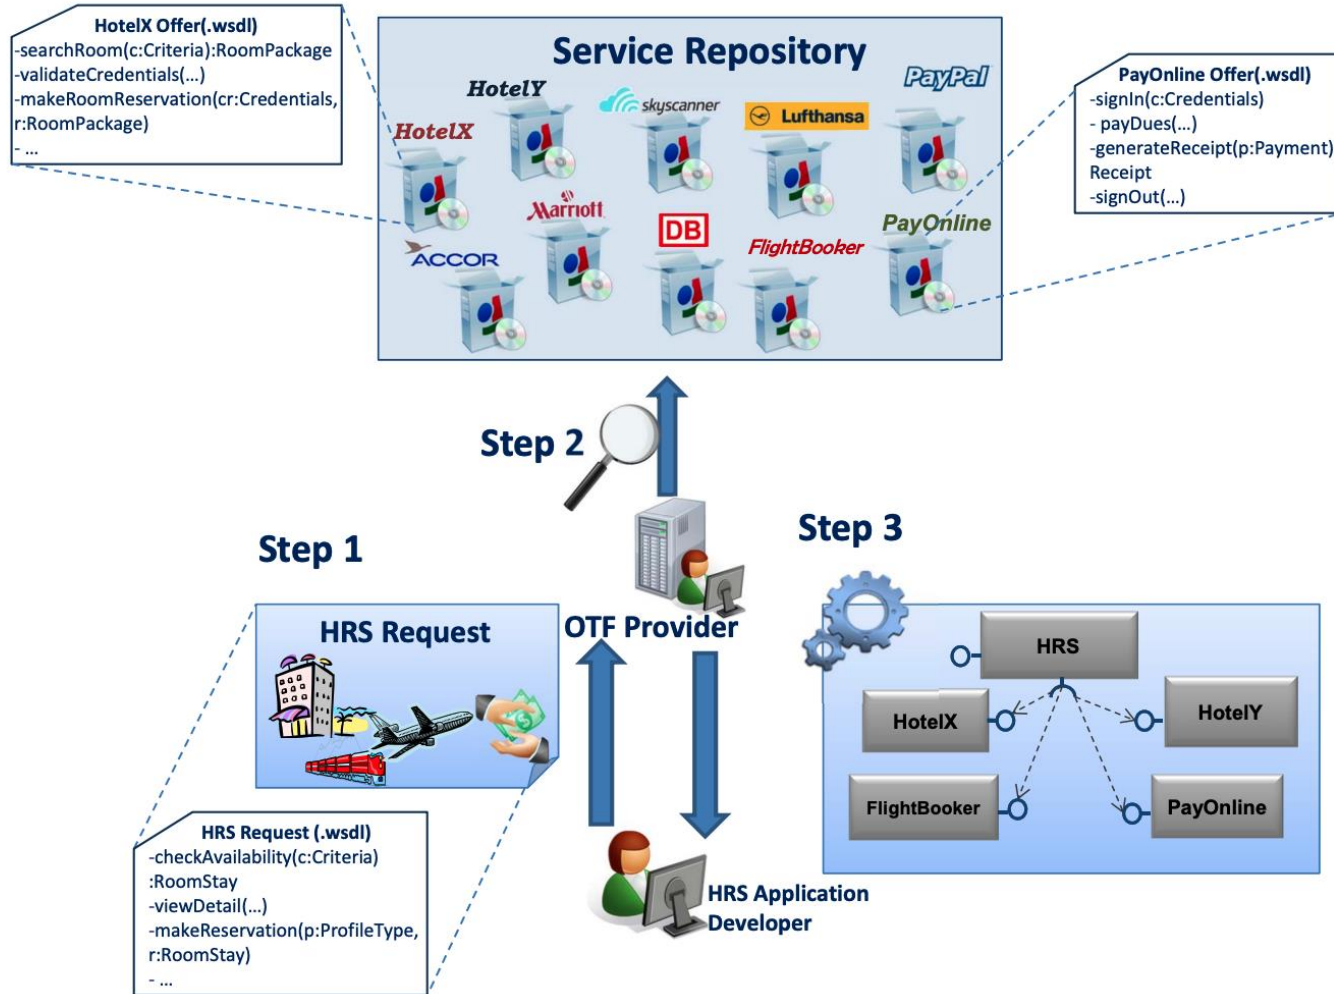 HotelX Offer(.wsdl)
-searchRoom(c:Criteria):RoomPackage
-validateCredentials(...)
-makeRoomReservation(cr:Credentials,
r:RoomPackage)
- ...
Service Repository
HotelY
skyscanner
Lufthansa
PayPal
HotelX
Marriott
DB
PayOnline
ACCOR
FlightBooker
PayOnline Offer(.wsdl)
-signIn(c:Credentials)
- payDues(...)
-generateReceipt(p:Payment)
Receipt
-signOut(...)
Step 2
Step 1
Step 3
HRS Request
OTF Provider
HRS
HotelX
HotelY
FlightBooker
PayOnline
HRS Request (.wsdl)
-checkAvailability(c:Criteria)
:RoomStay
-viewDetail(...)
-makeReservation(p:ProfileType,
r:RoomStay)
- ...
HRS Application
Developer